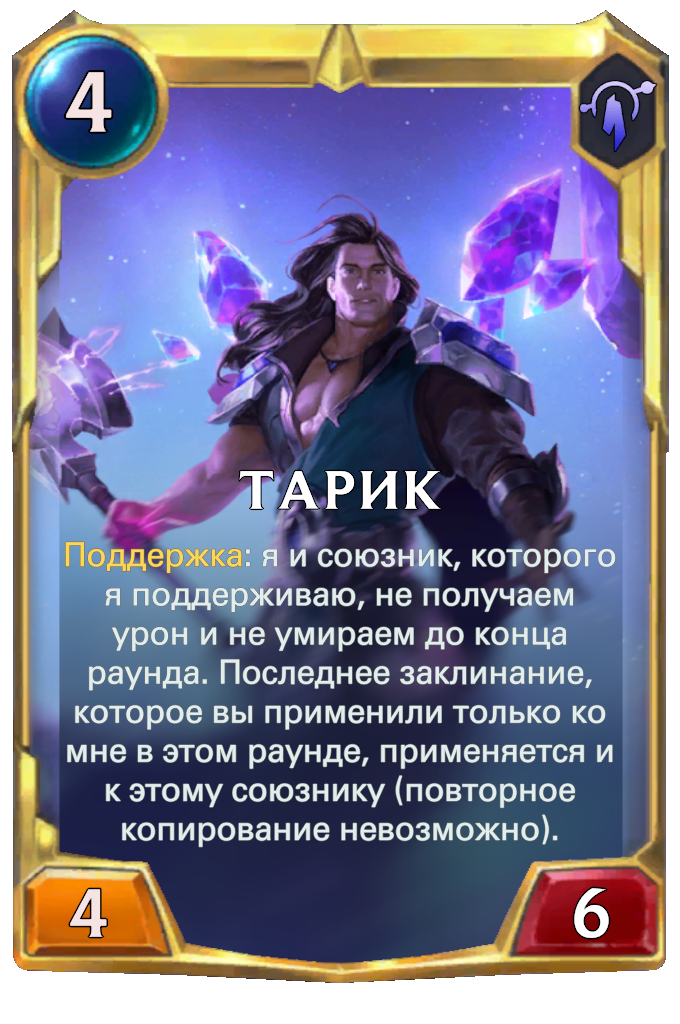 4
ТАРИК
Поддержка: я и союзник, которого
я поддерживаю, не получаем
урон и не умираем до конца
раунда. Последнее заклинание,
которое вы применили только ко
мне в этом раунде, применяется и
к этому союзнику (повторное
копирование невозможно).
4
6